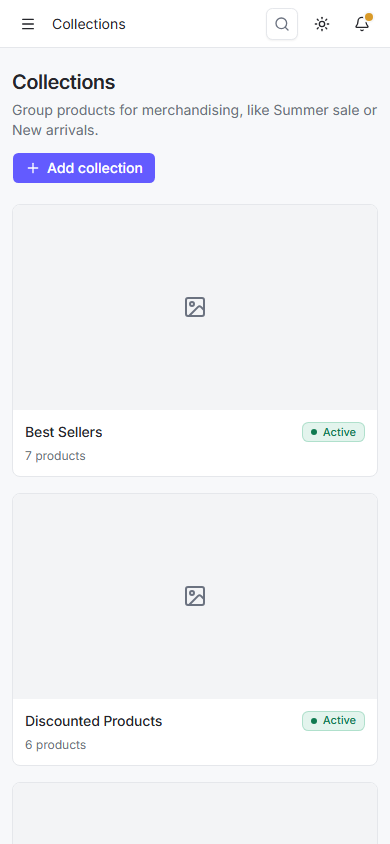 Collections
Collections
Group products for merchandising, like Summer sale or
New arrivals.
Add collection
Best Sellers
Active
7 products
Discounted Products
Active
6 products